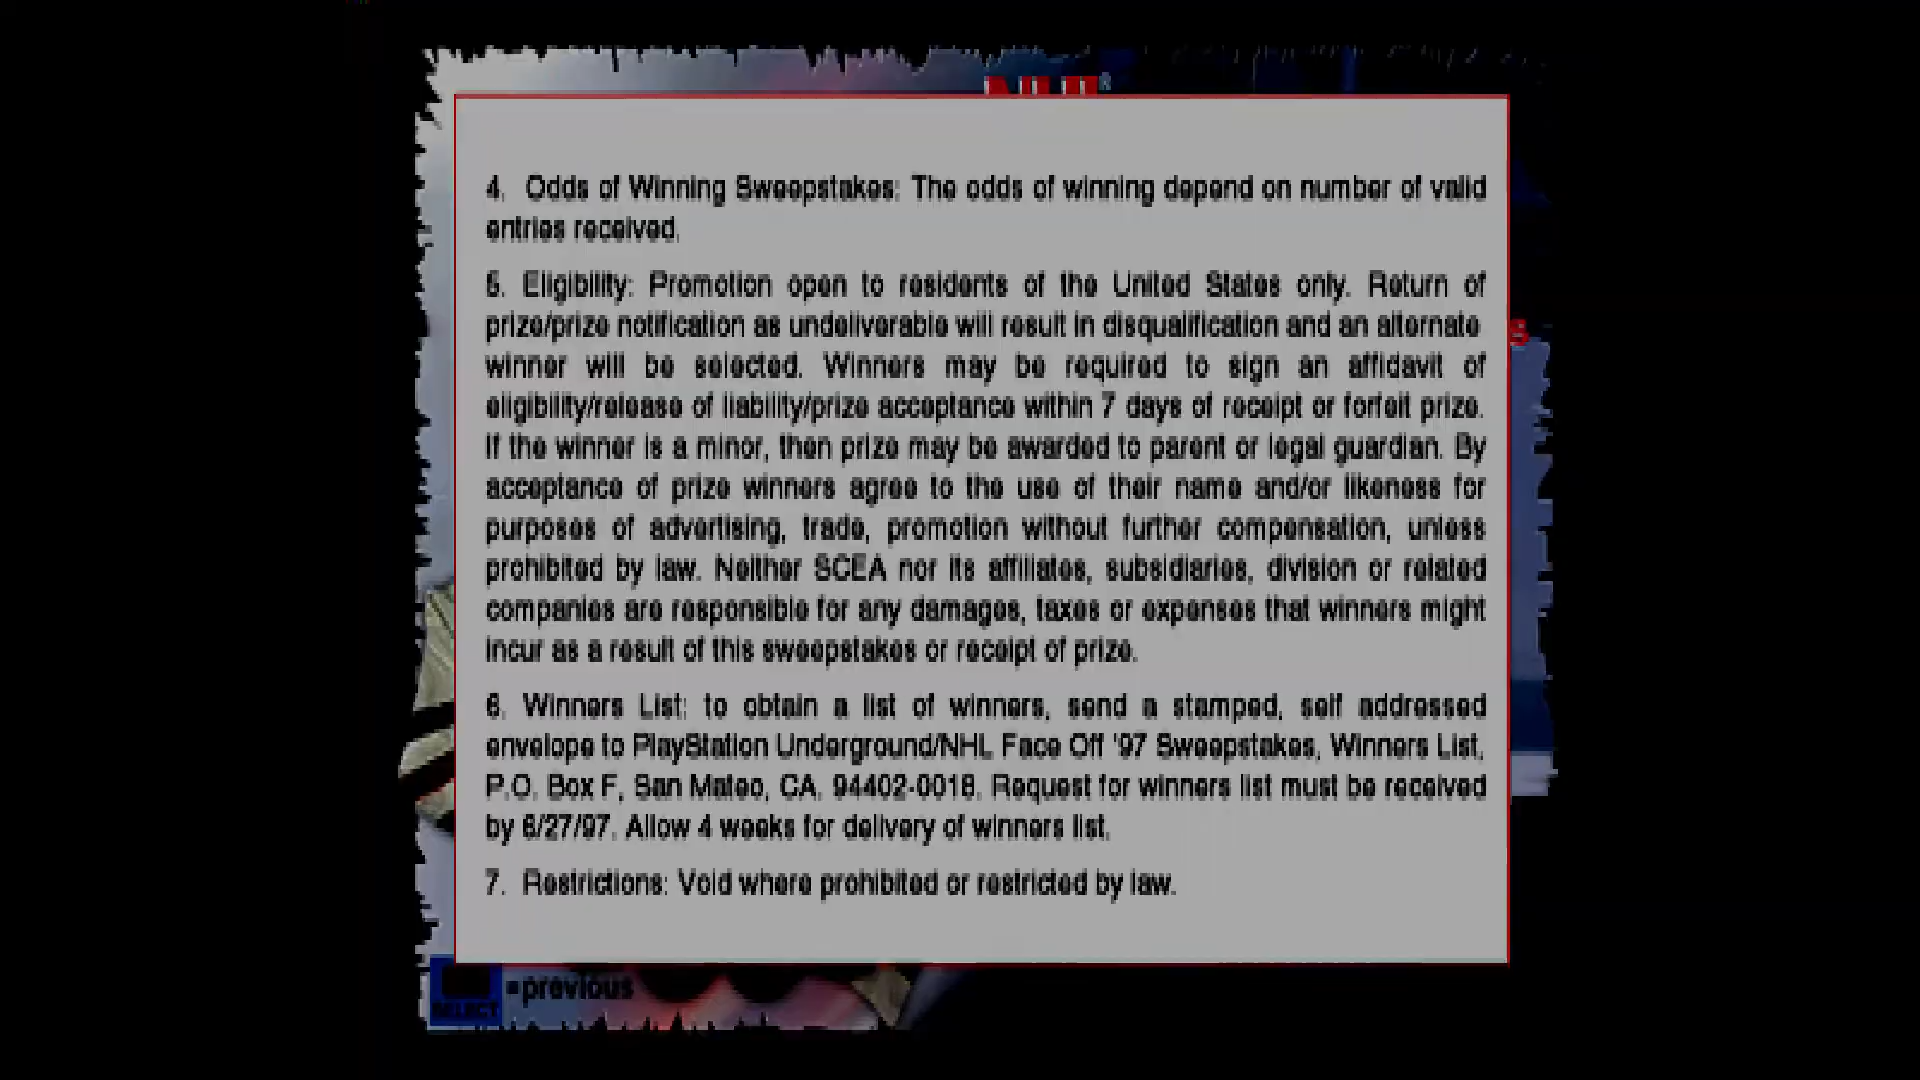 NHL®
4. Odds of Winning Sweepstakes: The odds of winning depend on number of valid
entries received.
5. Eligibility: Promotion open to residents of the United States only. Return of
prize/prize notification as undeliverable will result in disqualification and an alternate
winner will be selected. Winners may be required to sign an affidavit of
eligibility/release of liability/prize acceptance within 7 days of receipt or forfeit prize.
If the winner is a minor, then prize may be awarded to parent or legal guardian. By
acceptance of prize winners agree to the use of their name and/or likeness for
purposes of advertising, trade, promotion without further compensation, unless
prohibited by law. Neither SCEA nor its affiliates, subsidiaries, division or related
companies are responsible for any damages, taxes or expenses that winners might
incur as a result of this sweepstakes or receipt of prize.
6. Winners List: to obtain a list of winners, send a stamped, self addressed
envelope to PlayStation Underground/NHL Face Off '97 Sweepstakes, Winners List,
P.O. Box F, San Mateo, CA. 94402-0018. Request for winners list must be received
by 6/27/97. Allow 4 weeks for delivery of winners list.
7. Restrictions: Void where prohibited or restricted by law.
SELECT =previous